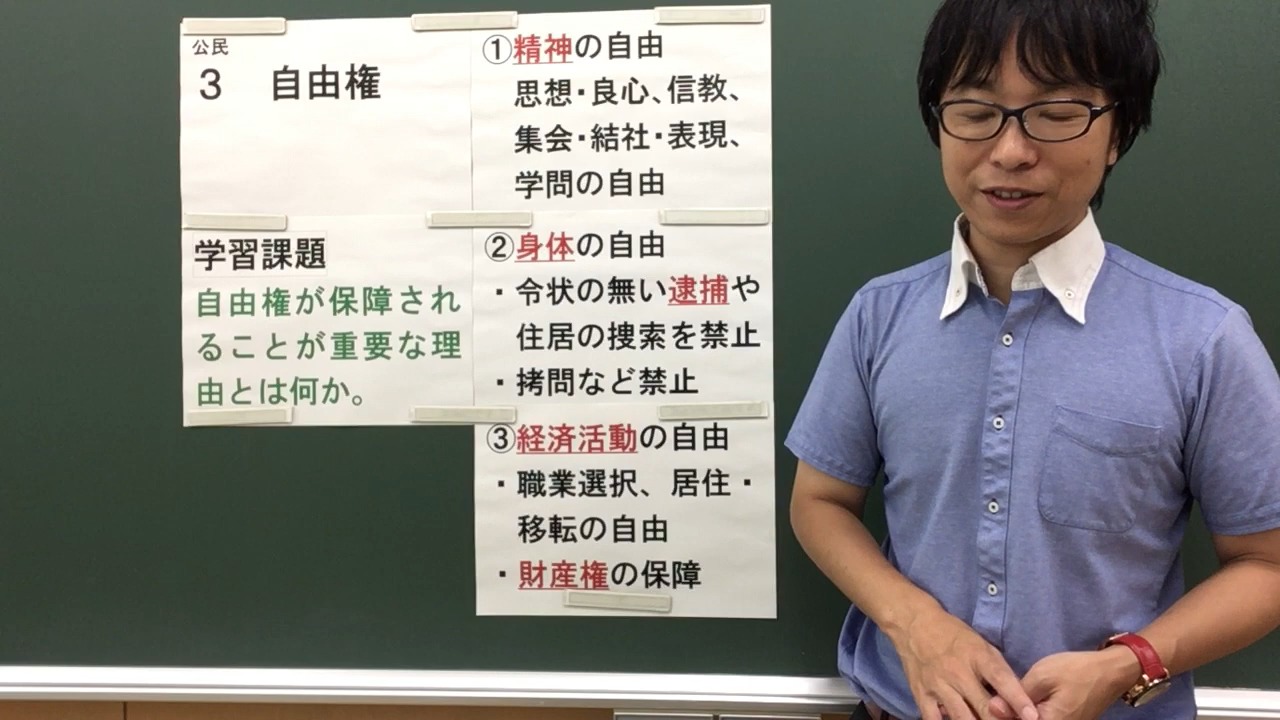 公民
３　自由権
学習課題
自由権が保障され
ることが重要な理
由とは何か。
①精神の自由
思想・良心、信教、
集会・結社・表現、
学問の自由
②身体の自由
・令状の無い逮捕や
住居の捜索を禁止
・拷問など禁止
③経済活動の自由
・職業選択、居住・
移転の自由
・財産権の保障